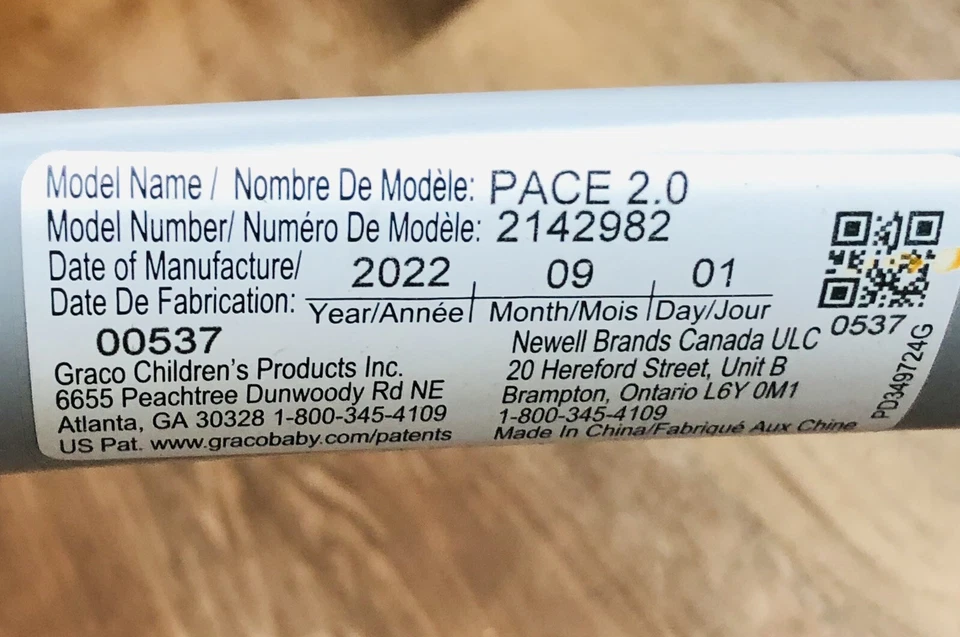 Model Name / Nombre De Modèle: PACE 2.0
Model Number/ Numéro De Modèle: 2142982
Date of Manufacture/
Date De Fabrication:
2022 09 01
Year/Année Month/Mois Day/Jour
00537
Graco Children's Products Inc.
6655 Peachtree Dunwoody Rd NE
Atlanta, GA 30328 1-800-345-4109
US Pat. www.gracobaby.com/patents
Newell Brands Canada ULC
20 Hereford Street, Unit B
Brampton, Ontario L6Y 0M1
1-800-345-4109
Made In China/Fabriqué Aux Chine
0537
PD349724G